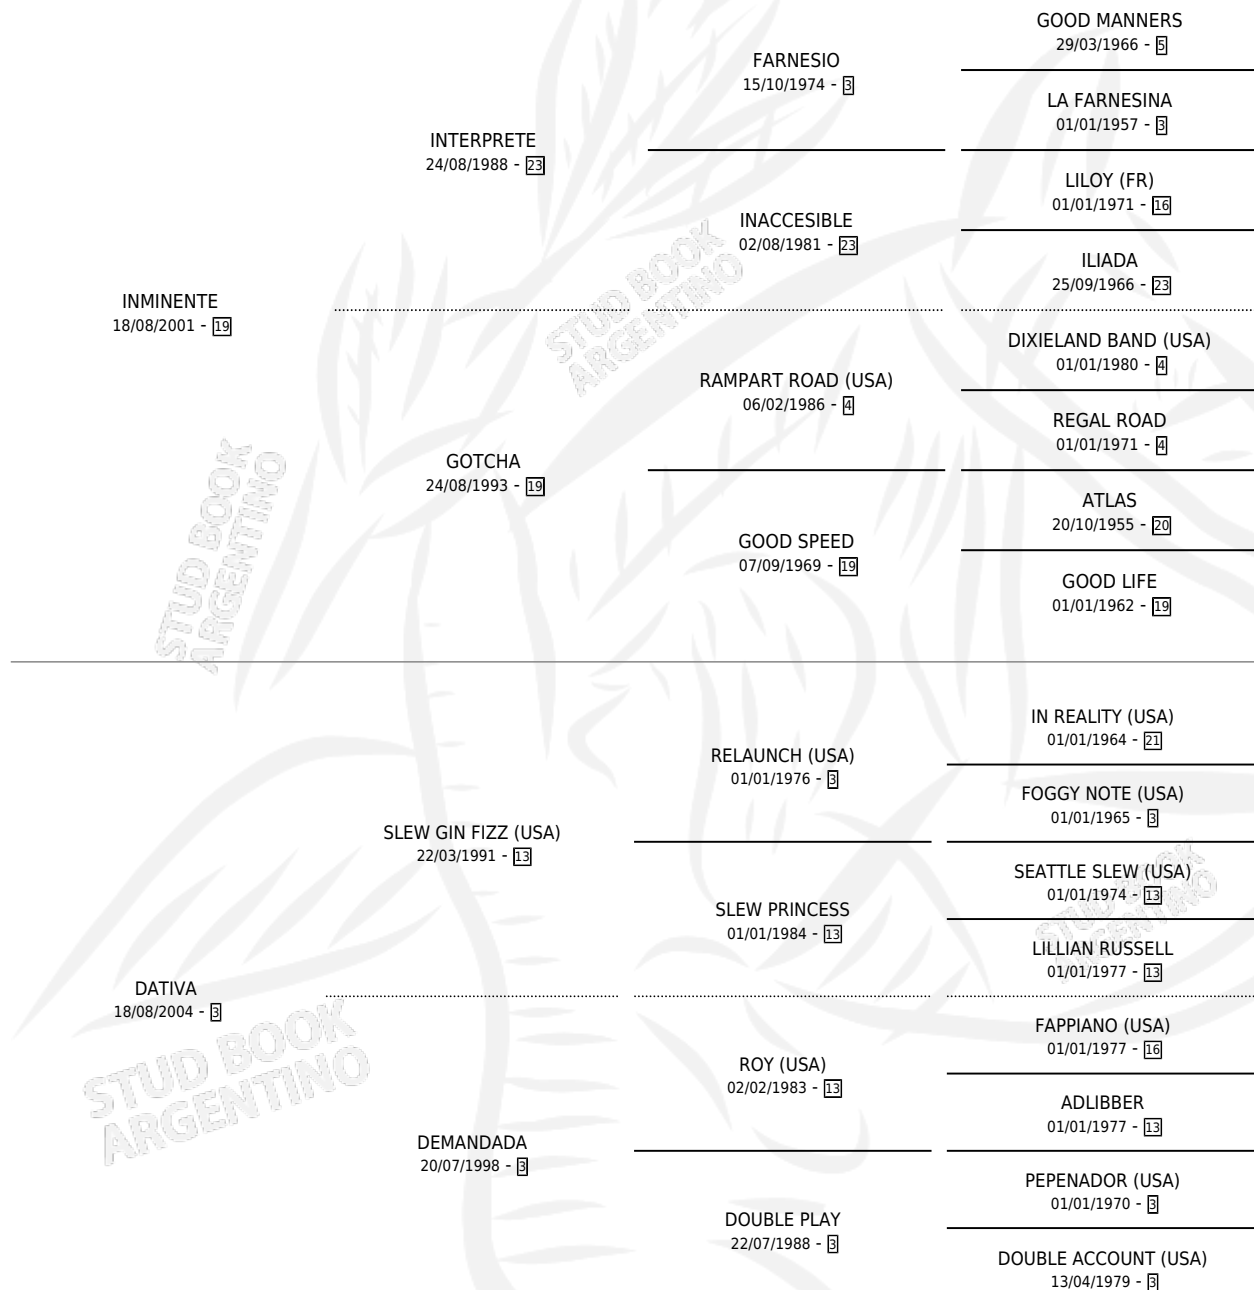 GOOD MANNERS
29/03/1966 - 5
FARNESIO
15/10/1974 - 3
LA FARNESINA
01/01/1957 - 3
INTERPRETE
24/08/1988 - 23
LILOY (FR)
01/01/1971 - 16
INACCESIBLE
02/08/1981 - 23
ILIADA
25/09/1966 - 23
INMINENTE
18/08/2001 - 19
DIXIELAND BAND (USA)
01/01/1980 - 4
RAMPART ROAD (USA)
06/02/1986 - 4
REGAL ROAD
01/01/1971 - 4
GOTCHA
24/08/1993 - 19
ATLAS
20/10/1955 - 20
GOOD SPEED
07/09/1969 - 19
GOOD LIFE
01/01/1962 - 19
IN REALITY (USA)
01/01/1964 - 21
RELAUNCH (USA)
01/01/1976 - 3
FOGGY NOTE (USA)
01/01/1965 - 3
SLEW GIN FIZZ (USA)
22/03/1991 - 13
SEATTLE SLEW (USA)
01/01/1974 - 13
SLEW PRINCESS
01/01/1984 - 13
LILLIAN RUSSELL
01/01/1977 - 13
DATIVA
18/08/2004 - 3
FAPPIANO (USA)
01/01/1977 - 16
ROY (USA)
02/02/1983 - 13
ADLIBBER
01/01/1977 - 13
DEMANDADA
20/07/1998 - 3
PEPENADOR (USA)
01/01/1970 - 3
DOUBLE PLAY
22/07/1988 - 3
DOUBLE ACCOUNT (USA)
13/04/1979 - 3
STUD BOOK
ARGENTINO
STUD BOOK
ARGENTINO
STUD BOOK
ARGENTINO
STUD BOOK
ARGENTINO